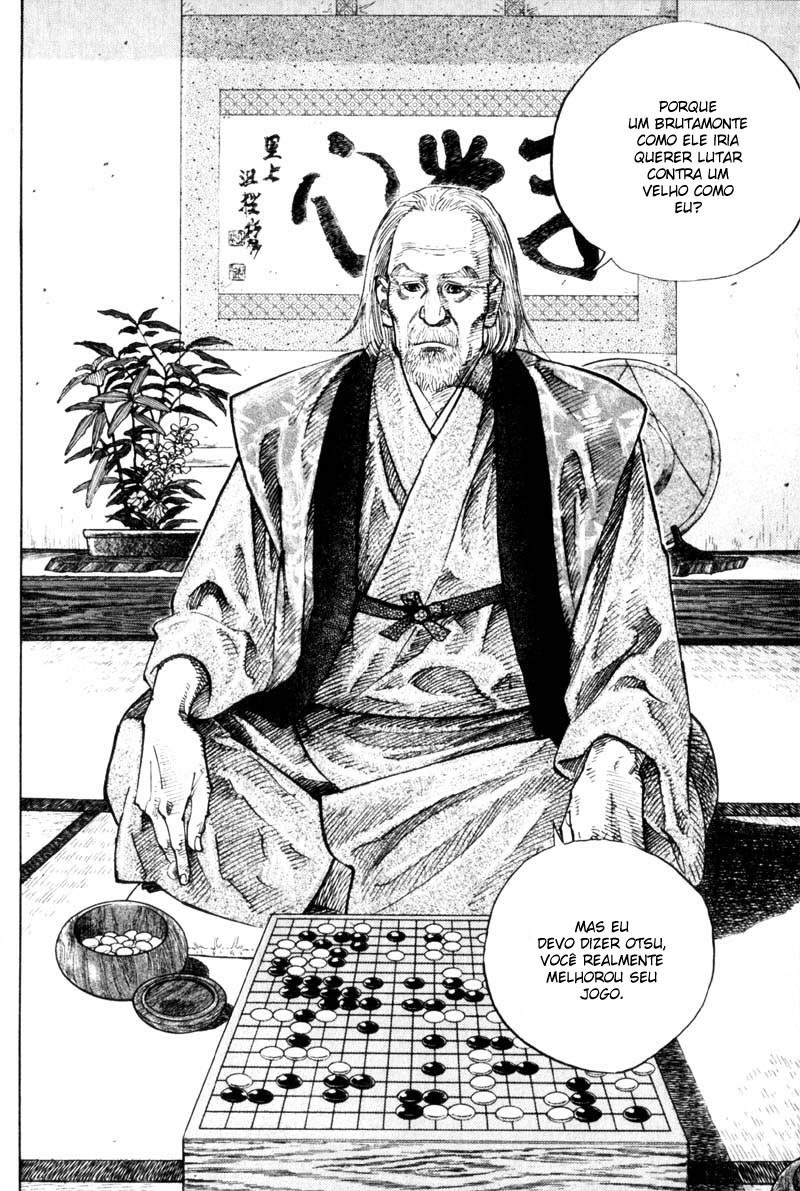 PORQUE
UM BRUTAMONTE
COMO ELE IRIA
QUERER LUTAR
CONTRA UM
VELHO COMO
EU?
心
MAS EU
DEVO DIZER OTSU,
VOCÊ REALMENTE
MELHOROU SEU
JOGO.